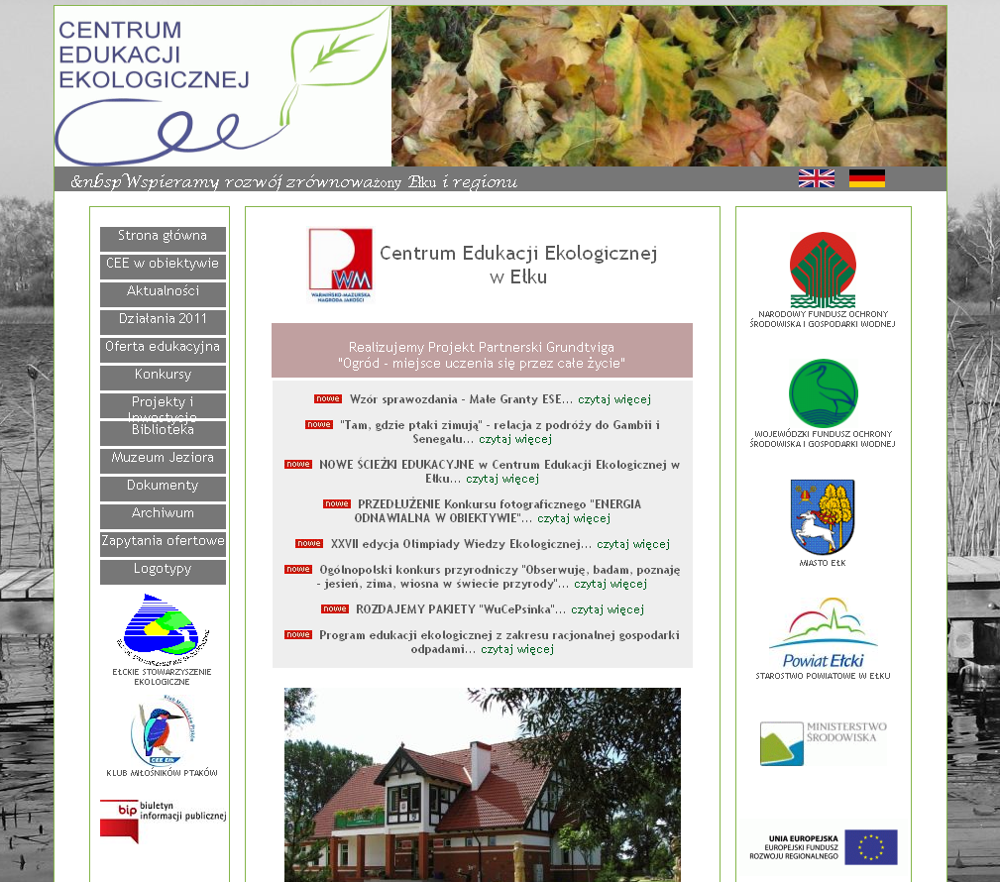 CENTRUM
EDUKACJI
EKOLOGICZNEJ
Cee
&nbspWspieramy rozwój zrównoważony Ełku i regionu
Strona główna
CEE w obiektywie
Aktualności
Działania 2011
Oferta edukacyjna
Konkursy
Projekty i
Inwestycje
Biblioteka
Muzeum Jeziora
Dokumenty
Archiwum
Zapytania ofertowe
Logotypy
EŁCKIE STOWARZYSZENIE
EKOLOGICZNE
Klub Miłośników Ptaków
CEE Ełk
KLUB MIŁOŚNIKÓW PTAKÓW
bip biuletyn
informacji publicznej
PWM
WARMIŃSKO-MAZURSKA
NAGRODA JAKOŚCI
Centrum Edukacji Ekologicznej
w Ełku
Realizujemy Projekt Partnerski Grundtviga
"Ogród - miejsce uczenia się przez całe życie"
nowe Wzór sprawozdania - Małe Granty ESE... czytaj więcej
nowe "Tam, gdzie ptaki zimują" - relacja z podróży do Gambii i
Senegalu... czytaj więcej
nowe NOWE ŚCIEŻKI EDUKACYJNE w Centrum Edukacji Ekologicznej w
Ełku... czytaj więcej
nowe PRZEDŁUŻENIE Konkursu fotograficznego "ENERGIA
ODNAWIALNA W OBIEKTYWIE"... czytaj więcej
nowe XXVII edycja Olimpiady Wiedzy Ekologicznej... czytaj więcej
nowe Ogólnopolski konkurs przyrodniczy "Obserwuję, badam, poznaję
- jesień, zima, wiosna w świecie przyrody"... czytaj więcej
nowe ROZDAJEMY PAKIETY "WuCePsinka"... czytaj więcej
nowe Program edukacji ekologicznej z zakresu racjonalnej gospodarki
odpadami... czytaj więcej
NARODOWY FUNDUSZ OCHRONY
ŚRODOWISKA I GOSPODARKI WODNEJ
WOJEWÓDZKI FUNDUSZ OCHRONY
ŚRODOWISKA I GOSPODARKI WODNEJ
MIASTO EŁK
Powiat Ełcki
STAROSTWO POWIATOWE W EŁKU
MINISTERSTWO
ŚRODOWISKA
UNIA EUROPEJSKA
EUROPEJSKI FUNDUSZ
ROZWOJU REGIONALNEGO